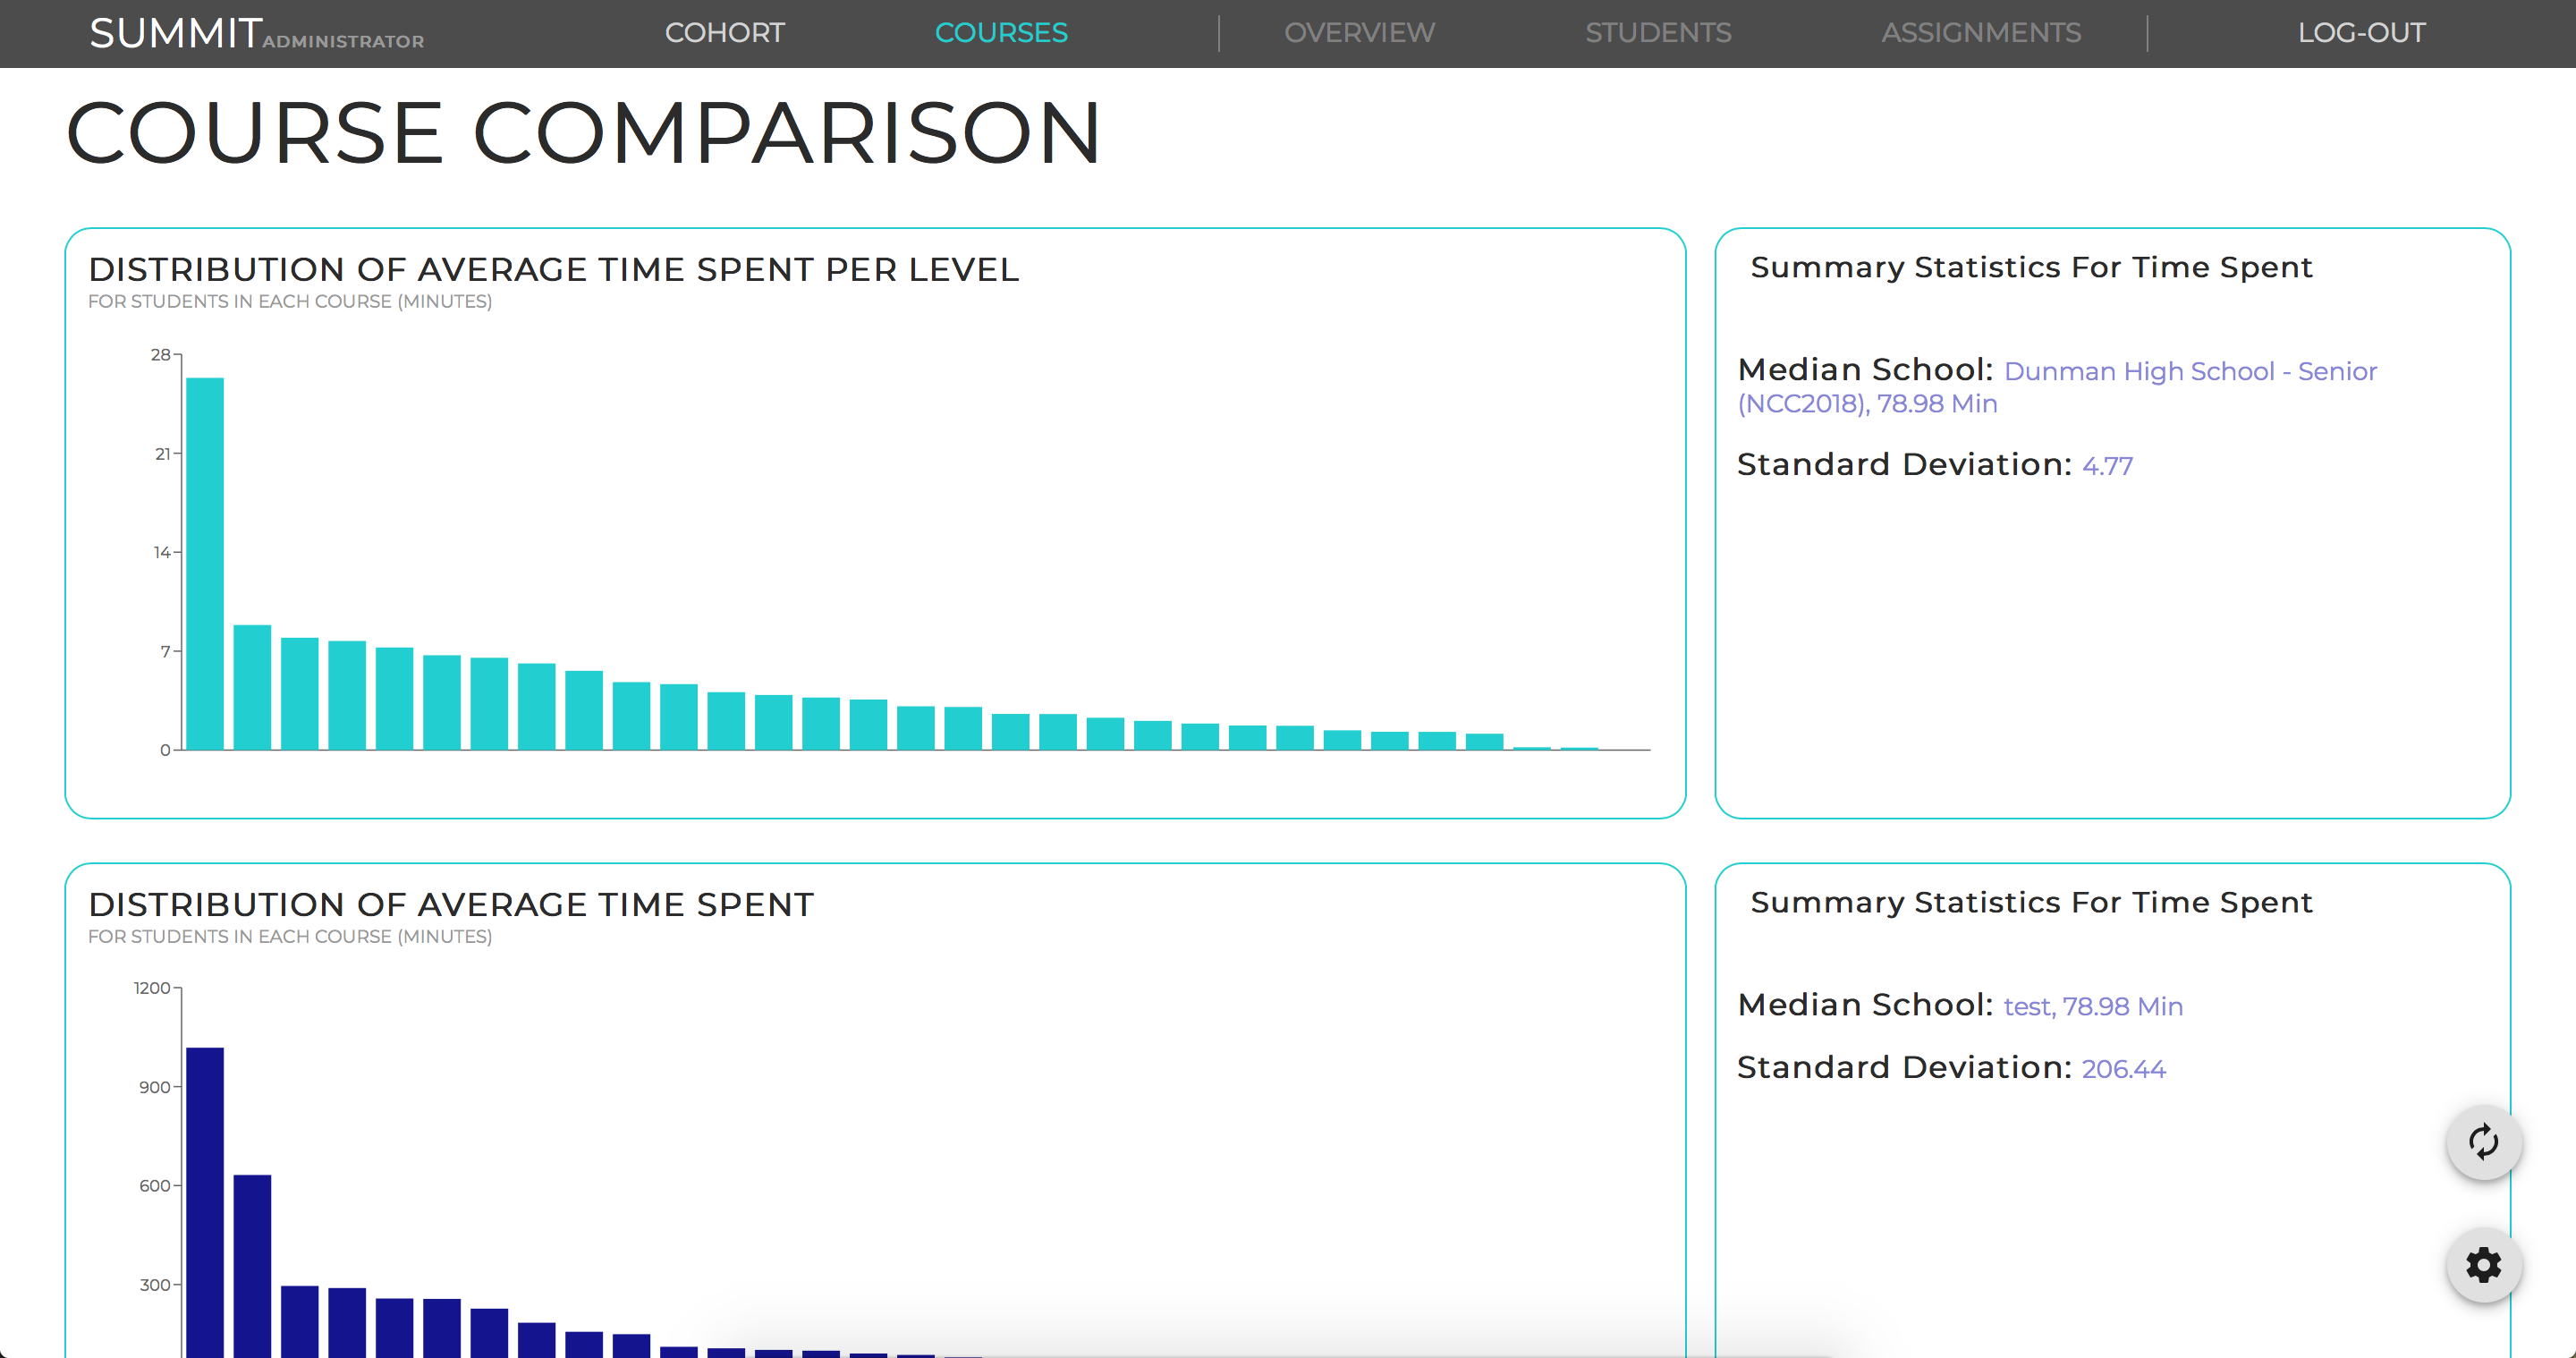 SUMMIT ADMINISTRATOR COHORT COURSES OVERVIEW STUDENTS ASSIGNMENTS LOG-OUT
COURSE COMPARISON
DISTRIBUTION OF AVERAGE TIME SPENT PER LEVEL
FOR STUDENTS IN EACH COURSE (MINUTES)
28
21
14
7
0
Summary Statistics For Time Spent
Median School: Dunman High School - Senior
(NCC2018), 78.98 Min
Standard Deviation: 4.77
DISTRIBUTION OF AVERAGE TIME SPENT
FOR STUDENTS IN EACH COURSE (MINUTES)
1200
900
600
300
Summary Statistics For Time Spent
Median School: test, 78.98 Min
Standard Deviation: 206.44